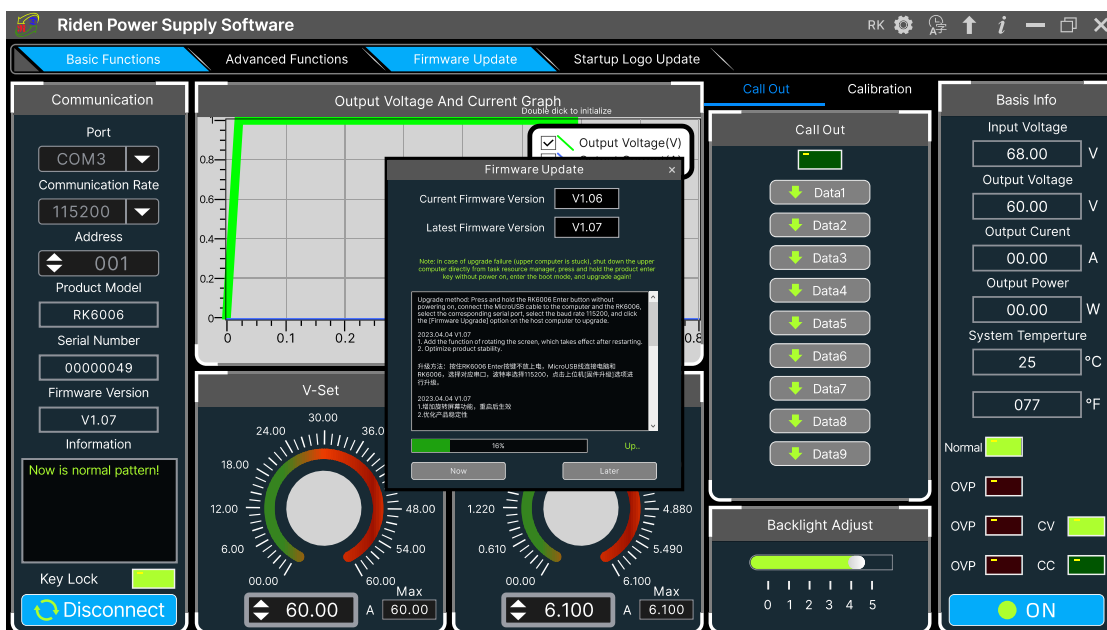 Riden Power Supply Software
RK
Basic Functions
Advanced Functions
Firmware Update
Startup Logo Update
Communication
Port
COM3
Communication Rate
115200
Address
001
Product Model
RK6006
Serial Number
00000049
Firmware Version
V1.07
Information
Now is normal pattern!
Key Lock
Disconnect
Output Voltage And Current Graph
Double dick to initialize
1
0.8
0.6
0.4
0.2
0
0
0.1
0.2
0.8
Output Voltage(V)
Firmware Update
×
Current Firmware Version V1.06
Latest Firmware Version V1.07
Note: in case of upgrade failure (upper computer is stuck), shut down the upper
computer directly from task resource manager, press and hold the product enter
key without power on, enter the boot mode, and upgrade again!
Upgrade method: Press and hold the RK6006 Enter button without
powering on, connect the MicroUSB cable to the computer and the RK6006,
select the corresponding serial port, select the baud rate 115200, and click
the [Firmware Upgrade] option on the host computer to upgrade.
2023.04.04 V1.07
1. Add the function of rotating the screen, which takes effect after restarting.
2. Optimize product stability.
升级方法：按住RK6006 Enter按键不放上电，MicroUSB线连接电脑和
RK6006，选择对应串口，波特率选择115200，点击上位机[固件升级]选项进
行升级。
2023.04.04 V1.07
1.增加旋转屏幕功能，重启后生效
2.优化产品稳定性
16%
Up..
Now
Later
V-Set
00.00
6.00
12.00
18.00
24.00
30.00
36.0
48.00
54.00
60.00
60.00
A
Max
60.00
00.00
0.610
1.220
4.880
5.490
6.100
6.100
A
Max
6.100
Call Out
Calibration
Call Out
Data1
Data2
Data3
Data4
Data5
Data6
Data7
Data8
Data9
Backlight Adjust
0 1 2 3 4 5
Basis Info
Input Voltage
68.00 V
Output Voltage
60.00 V
Output Curent
00.00 A
Output Power
00.00 W
System Temperture
25 °C
077 °F
Normal
OVP
OVP CV
OVP CC
ON